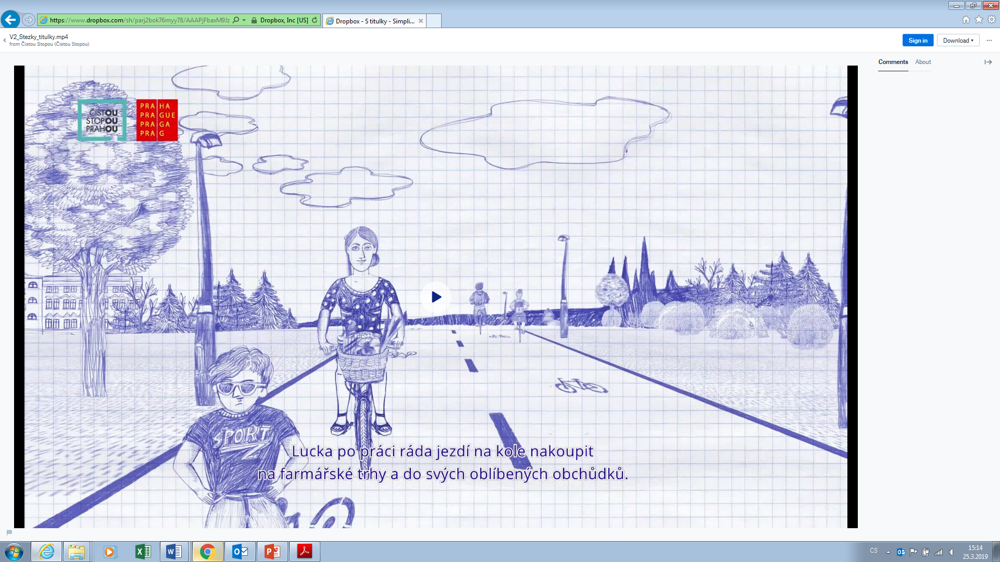 https://www.dropbox.com/sh/parj2bok76myy78/AAAPjFbaxM9Jz
Dropbox, Inc [US]
Dropbox - S titulky - Simpli...
V2_Stezky_titulky.mp4
from Čistou Stopou (Čistou Stopou)
Sign in
Download
Comments
About
ČISTOU
STOPOU
PRAHOU
PRA HA
PRA GUE
PRA GA
PRA G
SPORT
Lucka po práci ráda jezdí na kole nakoupit
na farmářské trhy a do svých oblíbených obchůdků.
CS
15:14
25.3.2019